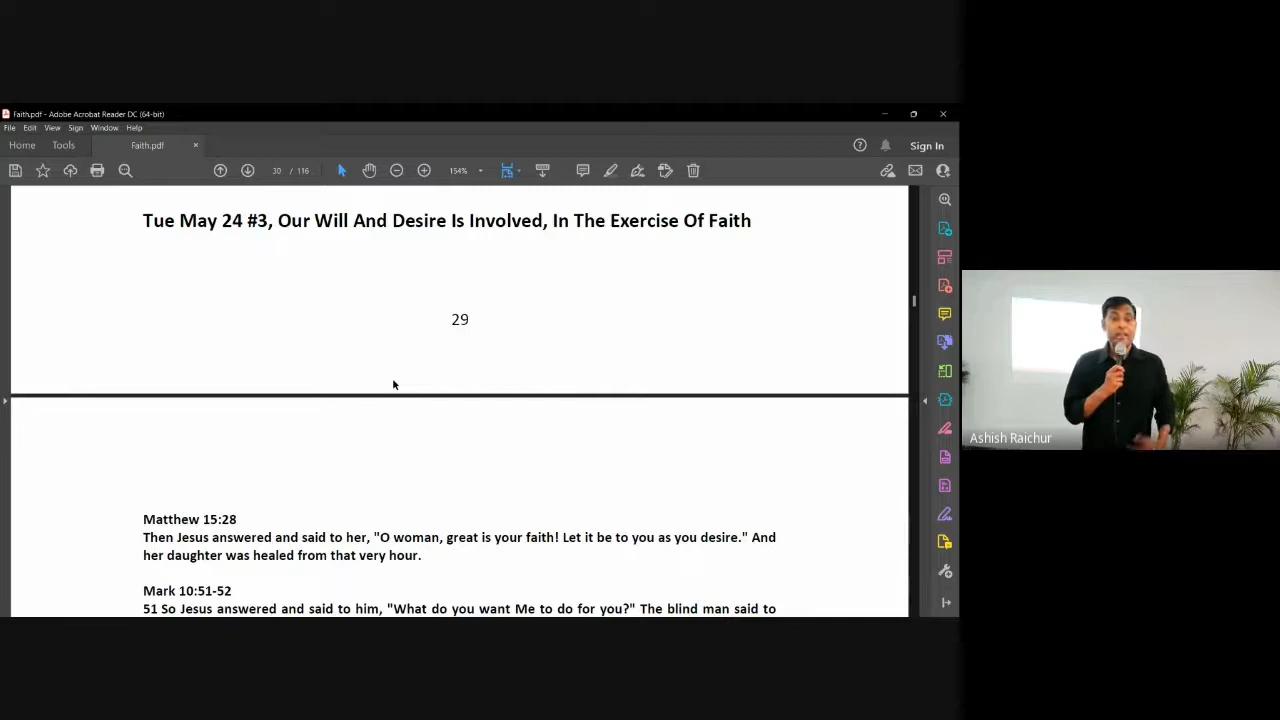 Faith.pdf - Adobe Acrobat Reader DC (64-bit)
File Edit View Sign Window Help
Home Tools Faith.pdf × Sign In
30 / 116 154%
Tue May 24 #3, Our Will And Desire Is Involved, In The Exercise Of Faith
29
Matthew 15:28
Then Jesus answered and said to her, "O woman, great is your faith! Let it be to you as you desire." And
her daughter was healed from that very hour.
Mark 10:51-52
51 So Jesus answered and said to him, "What do you want Me to do for you?" The blind man said to
Ashish Raichur